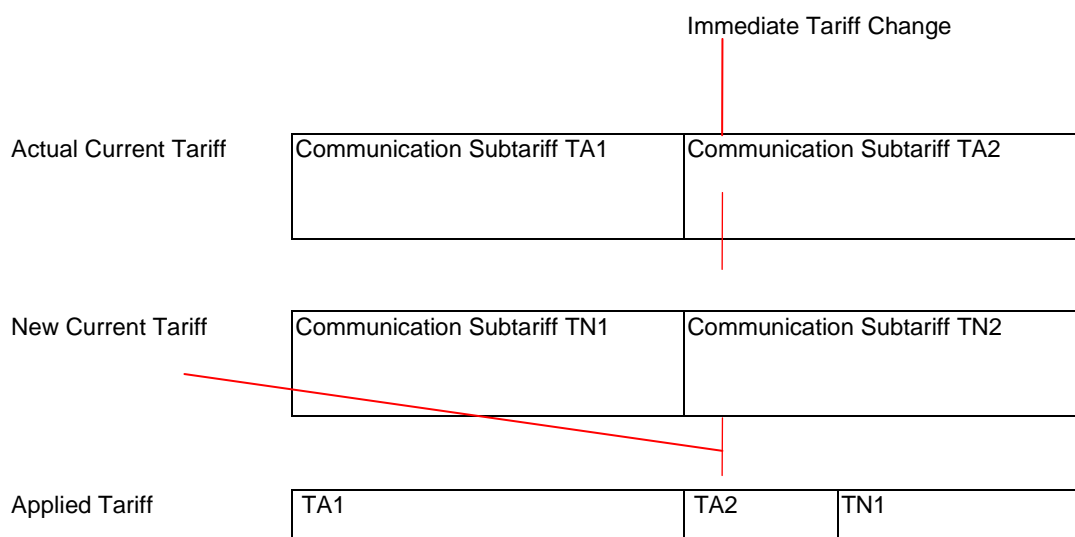 Immediate Tariff Change
Actual Current Tariff
Communication Subtariff TA1
Communication Subtariff TA2
New Current Tariff
Communication Subtariff TN1
Communication Subtariff TN2
Applied Tariff
TA1
TA2
TN1